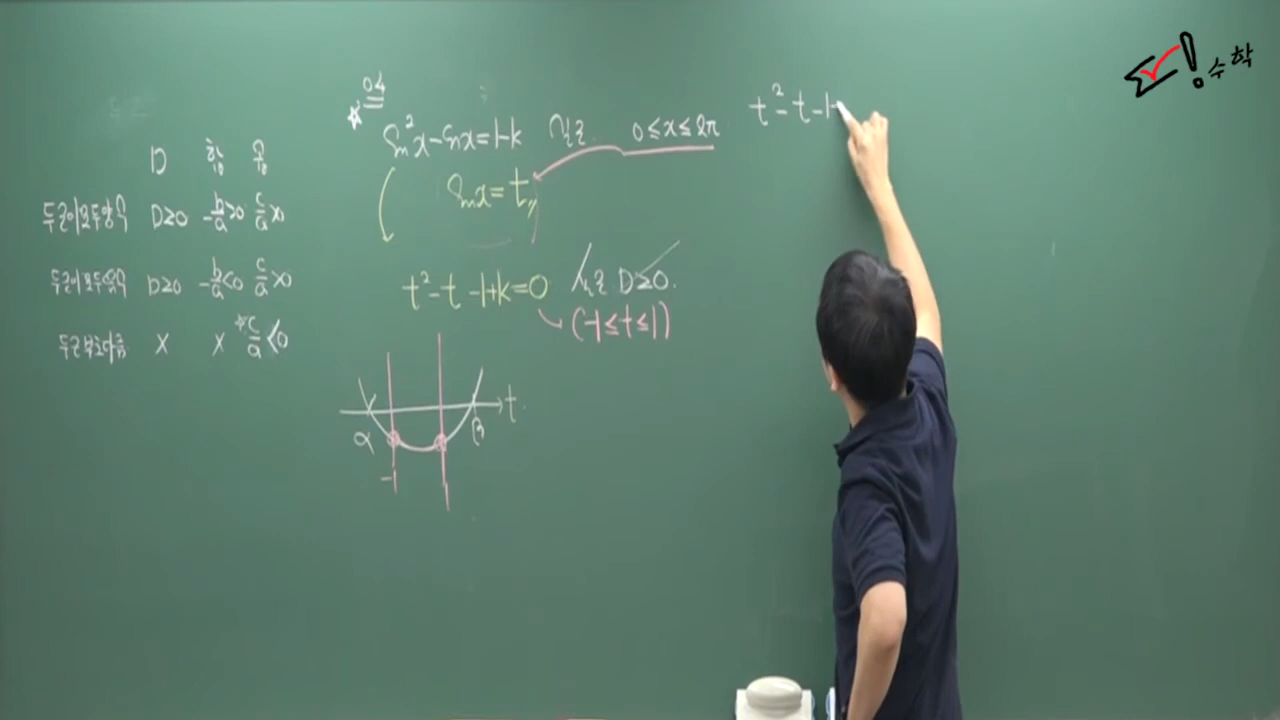 수학
04
sin²x-sinx=1-k 실근 0≤x≤2π
sinx=t
t²-t-1+k=0 실근 D≥0.
(-1≤t≤1)
D 합 곱
두근이모두양수 D≥0 -b/a>0 c/a>0
두근이모두음수 D≥0 -b/a<0 c/a>0
두근부호다름 X X c/a<0
t
α β
-1 1
t²-t-1+